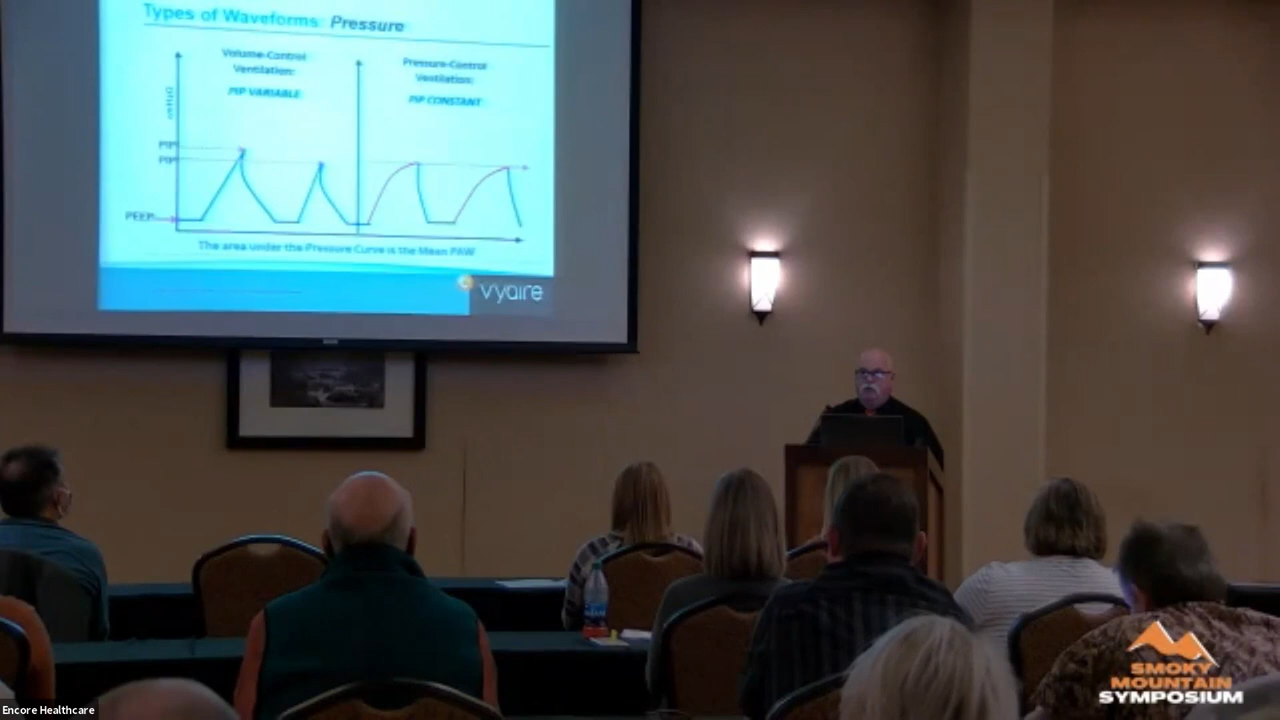 Types of Waveforms: Pressure
Volume-Control
Ventilation:
PIP VARIABLE
Pressure-Control
Ventilation:
PIP CONSTANT
cmH2O
PIP
PIP
PEEP
The area under the Pressure Curve is the Mean PAW
vyaire
SMOKY
MOUNTAIN
SYMPOSIUM
Encore Healthcare